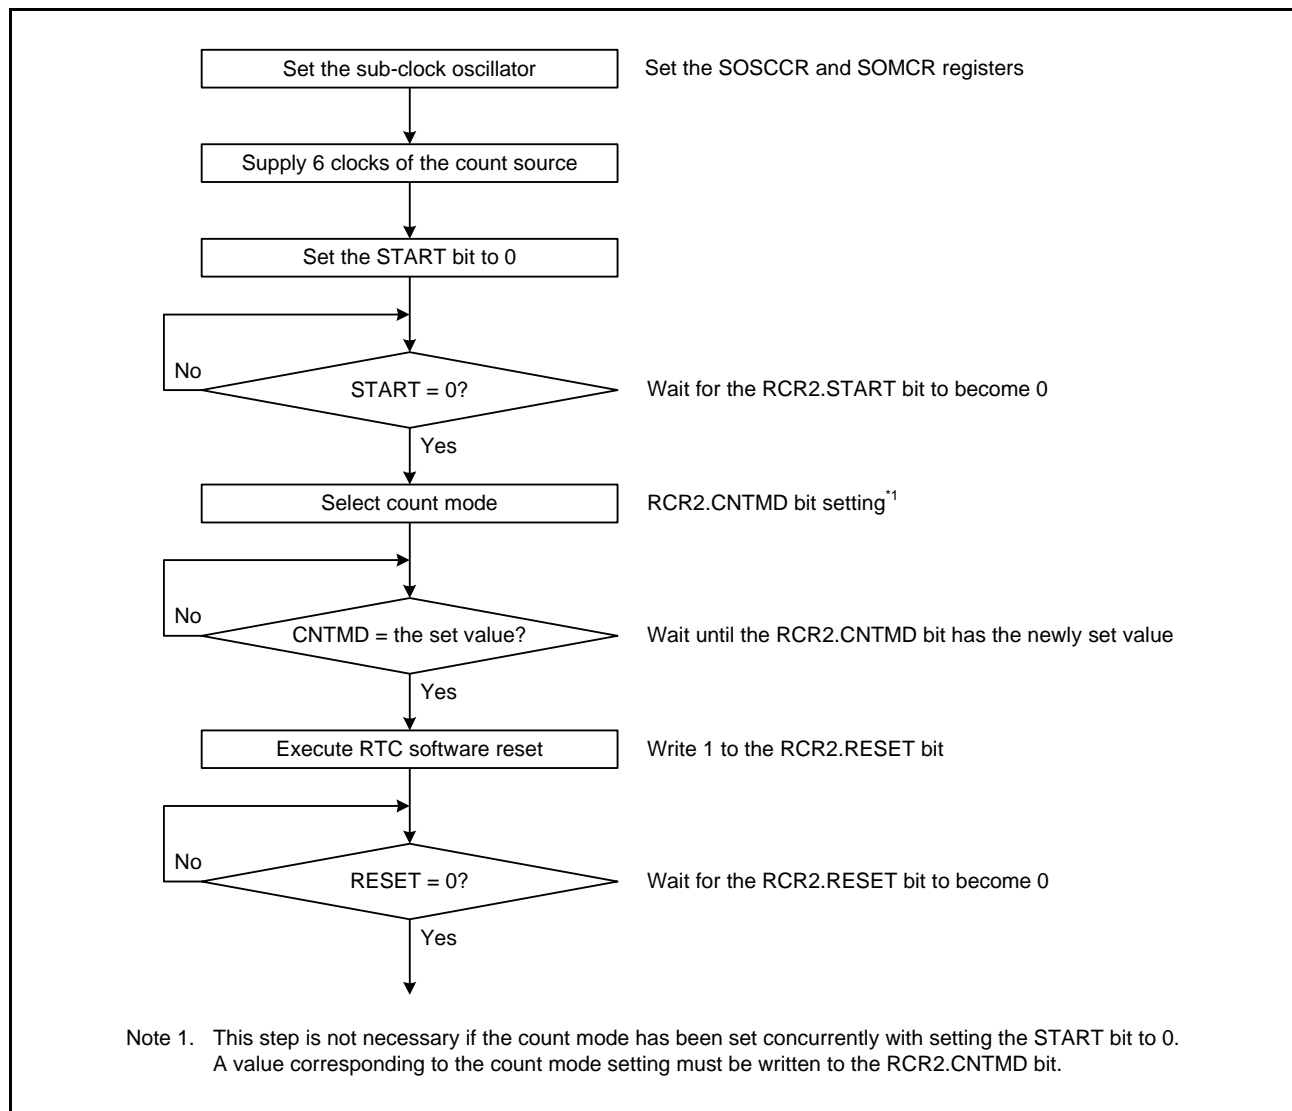 Set the sub-clock oscillator
Set the SOSCCR and SOMCR registers
Supply 6 clocks of the count source
Set the START bit to 0
No
START = 0?
Wait for the RCR2.START bit to become 0
Yes
Select count mode
RCR2.CNTMD bit setting*1
No
CNTMD = the set value?
Wait until the RCR2.CNTMD bit has the newly set value
Yes
Execute RTC software reset
Write 1 to the RCR2.RESET bit
No
RESET = 0?
Wait for the RCR2.RESET bit to become 0
Yes
Note 1. This step is not necessary if the count mode has been set concurrently with setting the START bit to 0.
A value corresponding to the count mode setting must be written to the RCR2.CNTMD bit.